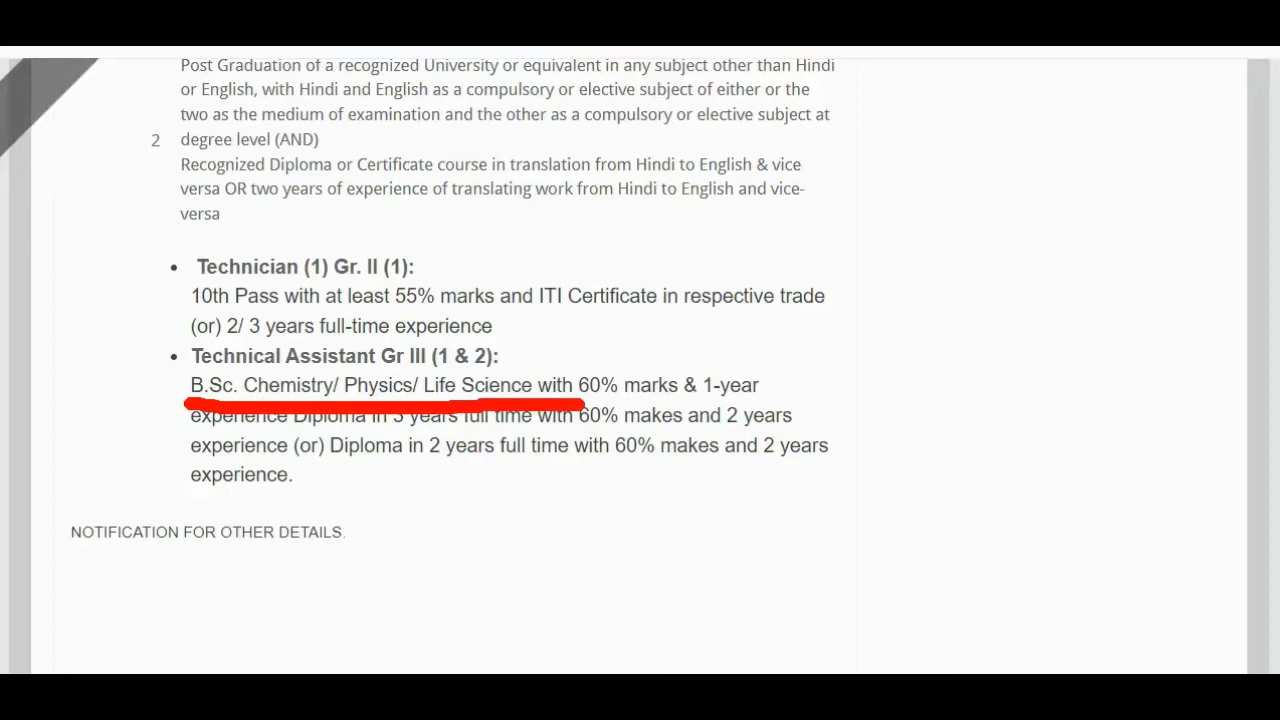 Post Graduation of a recognized University or equivalent in any subject other than Hindi
or English, with Hindi and English as a compulsory or elective subject of either or the
two as the medium of examination and the other as a compulsory or elective subject at
2 degree level (AND)
Recognized Diploma or Certificate course in translation from Hindi to English & vice
versa OR two years of experience of translating work from Hindi to English and vice-
versa
• Technician (1) Gr. II (1):
10th Pass with at least 55% marks and ITI Certificate in respective trade
(or) 2/ 3 years full-time experience
• Technical Assistant Gr III (1 & 2):
B.Sc. Chemistry/ Physics/ Life Science with 60% marks & 1-year
experience Diploma in 3 years full time with 60% makes and 2 years
experience (or) Diploma in 2 years full time with 60% makes and 2 years
experience.
NOTIFICATION FOR OTHER DETAILS.